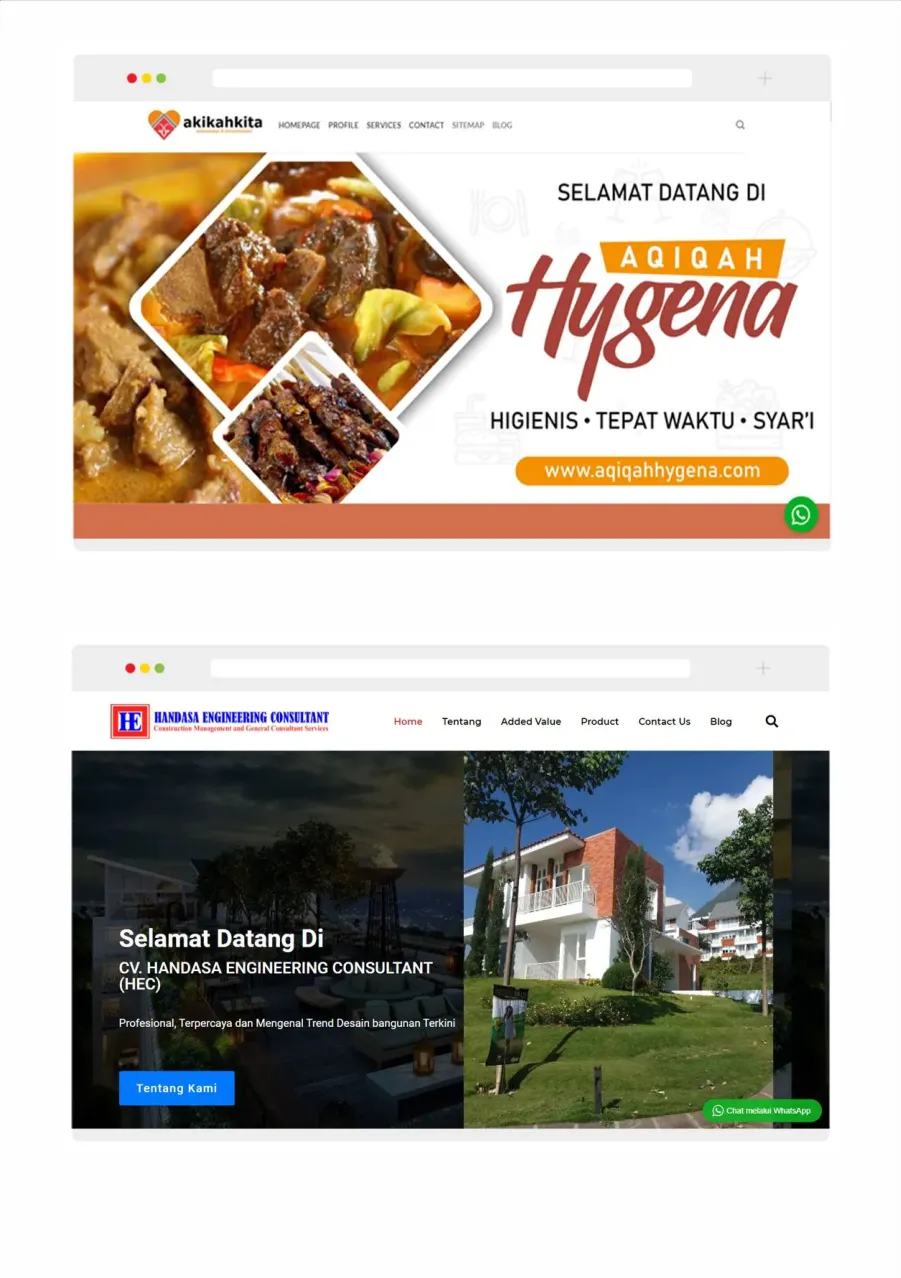 akikahkita
HOMEPAGE PROFILE SERVICES CONTACT SITEMAP BLOG
SELAMAT DATANG DI
AQIQAH
Hygena
HIGIENIS • TEPAT WAKTU • SYAR'I
www.aqiqahhygena.com
HE HANDASA ENGINEERING CONSULTANT
Construction Management and General Consultant Services
Home Tentang Added Value Product Contact Us Blog
Selamat Datang Di
CV. HANDASA ENGINEERING CONSULTANT
(HEC)
Profesional, Terpercaya dan Mengenal Trend Desain bangunan Terkini
Tentang Kami
Chat melalui WhatsApp